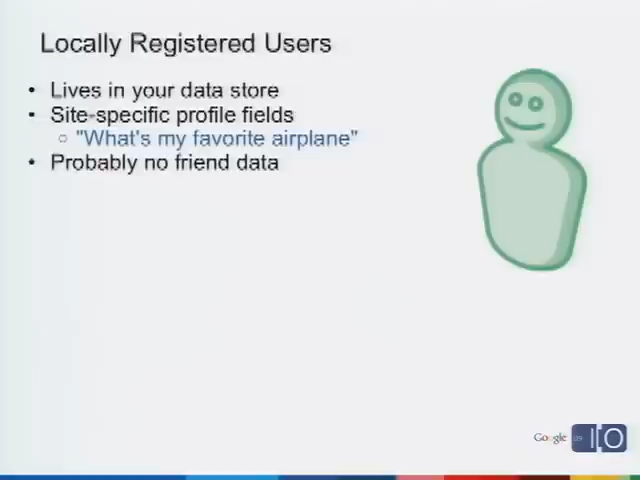 Locally Registered Users
• Lives in your data store
• Site-specific profile fields
○ "What's my favorite airplane"
• Probably no friend data
Google I/O